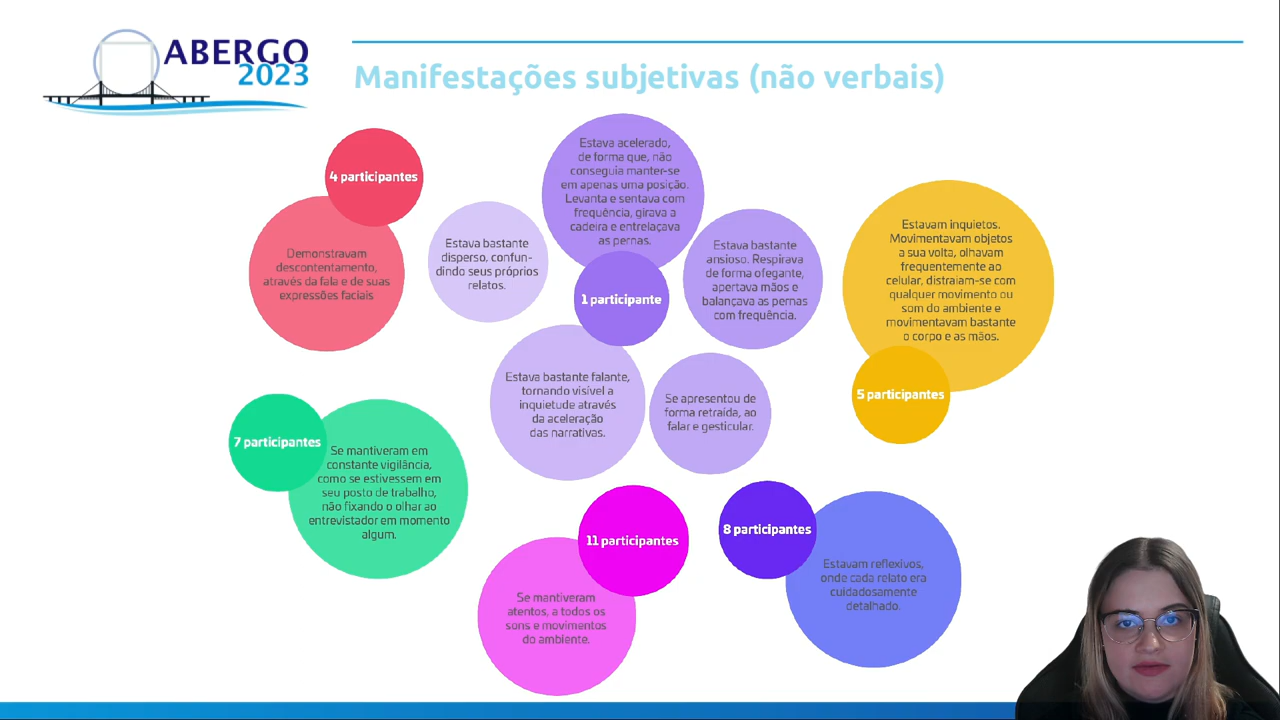 ABERGO
2023
Manifestações subjetivas (não verbais)
4 participantes
Demonstravam
descontentamento,
através da fala e de suas
expressões faciais
Estava bastante
disperso, confun-
dindo seus próprios
relatos.
Estava acelerado,
de forma que, não
conseguia manter-se
em apenas uma posição.
Levanta e sentava com
frequência, girava a
cadeira e entrelaçava
as pernas.
1 participante
Estava bastante
ansioso. Respirava
de forma ofegante,
apertava mãos e
balançava as pernas
com frequência.
Estava bastante falante,
tornando visível a
inquietude através
da aceleração
das narrativas.
Se apresentou de
forma retraída, ao
falar e gesticular.
Estavam inquietos.
Movimentavam objetos
a sua volta, olhavam
frequentemente ao
celular, distraiam-se com
qualquer movimento ou
som do ambiente e
movimentavam bastante
o corpo e as mãos.
5 participantes
7 participantes
Se mantiveram em
constante vigilância,
como se estivessem em
seu posto de trabalho,
não fixando o olhar ao
entrevistador em momento
algum.
11 participantes
Se mantiveram
atentos, a todos os
sons e movimentos
do ambiente.
8 participantes
Estavam reflexivos,
onde cada relato era
cuidadosamente
detalhado.